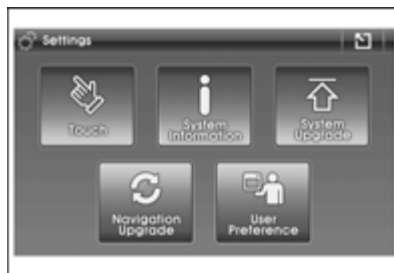 Settings
Touch
System
Information
System
Upgrade
Navigation
Upgrade
User
Preference